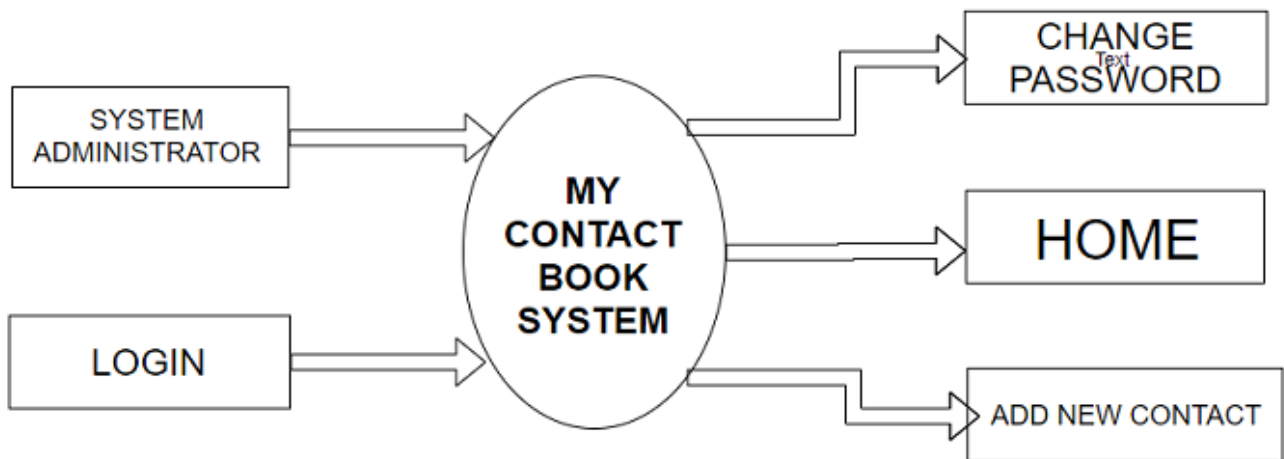 SYSTEM
ADMINISTRATOR
LOGIN
MY
CONTACT
BOOK
SYSTEM
CHANGE
Text
PASSWORD
HOME
ADD NEW CONTACT